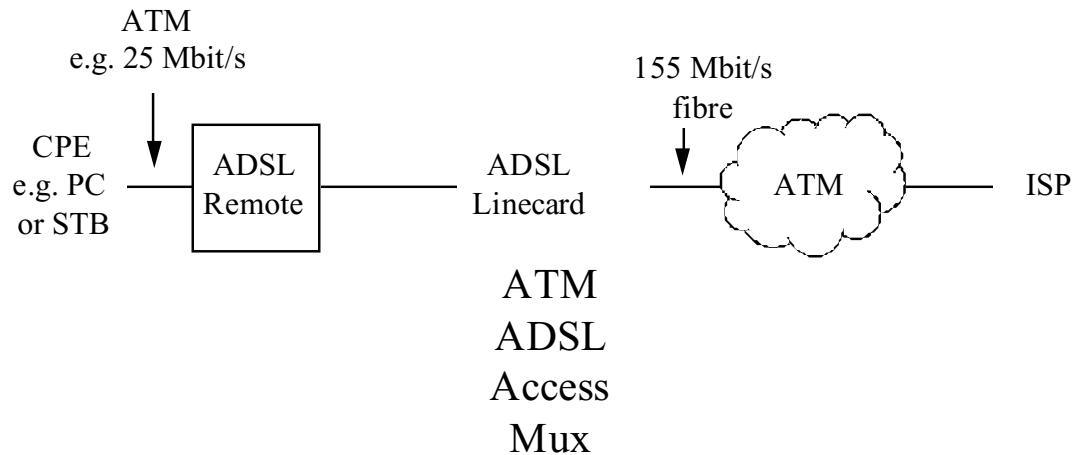 ATM
e.g. 25 Mbit/s
155 Mbit/s
fibre
CPE
e.g. PC
or STB
ADSL
Remote
ADSL
Linecard
ATM
ISP
ATM
ADSL
Access
Mux